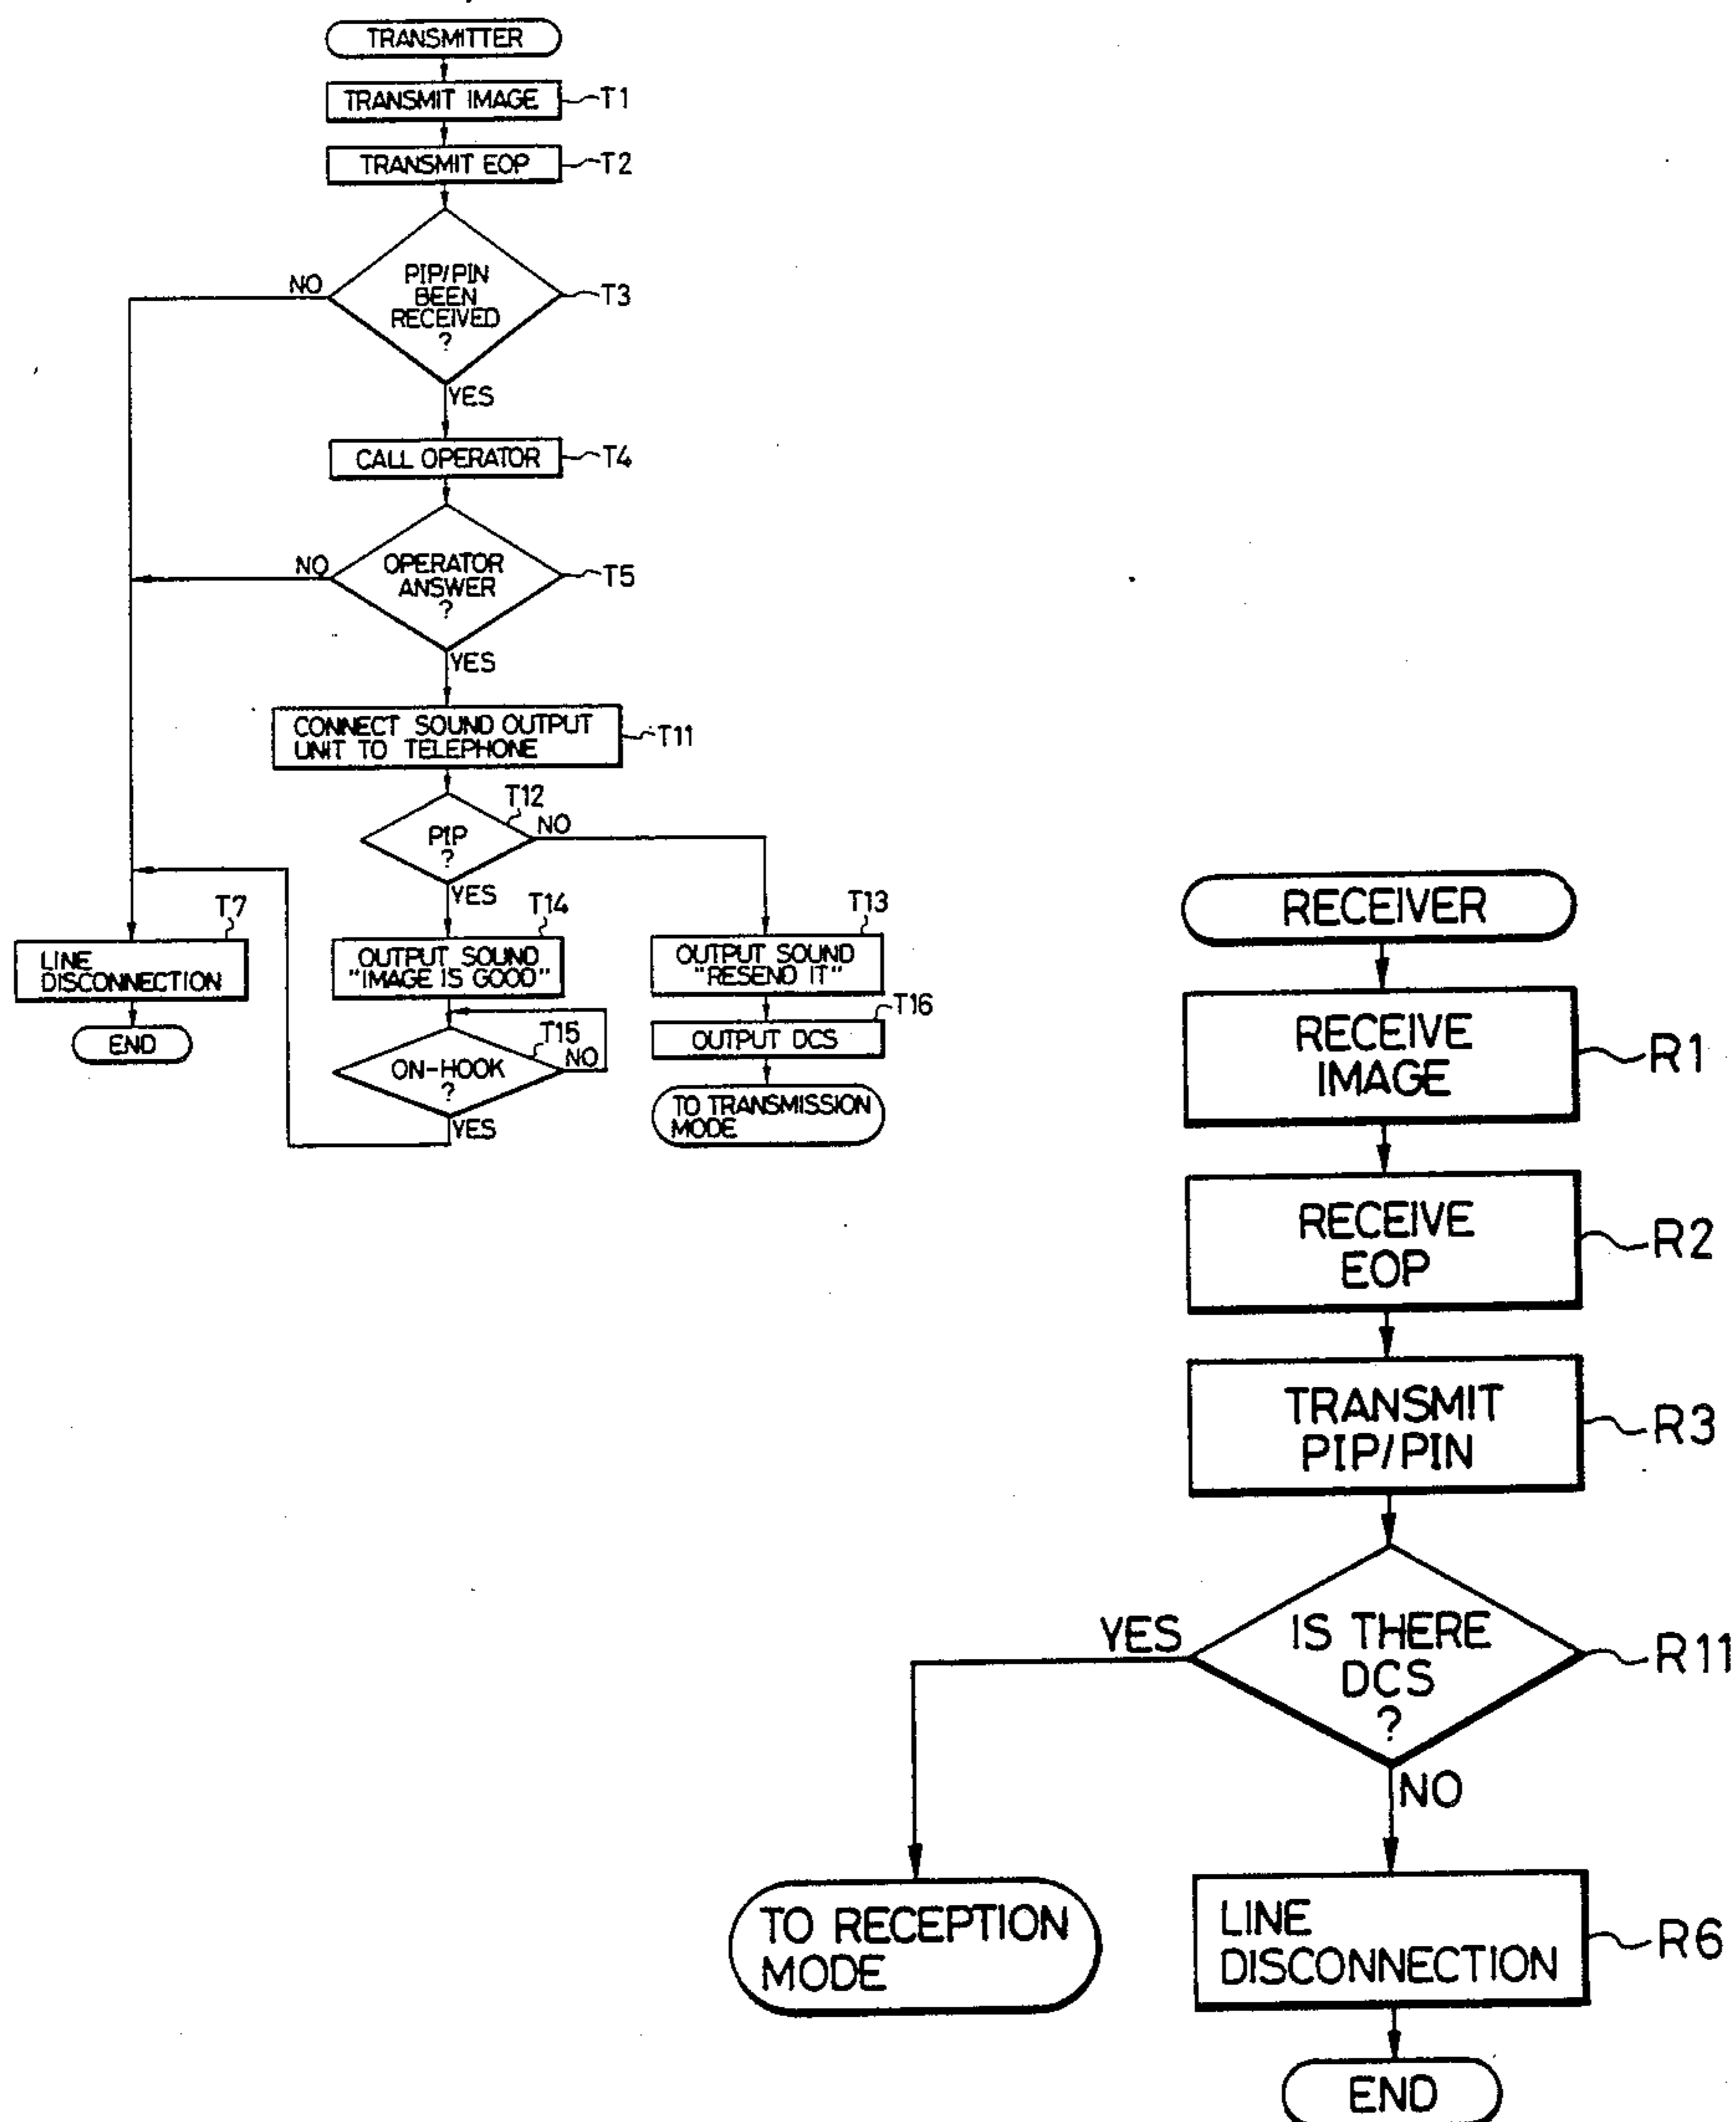 TRANSMITTER
TRANSMIT IMAGE
T1
TRANSMIT EOP
T2
PIP/PIN
BEEN
RECEIVED
?
T3
NO
YES
CALL OPERATOR
T4
OPERATOR
ANSWER
?
T5
NO
YES
CONNECT SOUND OUTPUT
UNIT TO TELEPHONE
T11
PIP
?
T12
NO
YES
T7
LINE
DISCONNECTION
END
T14
OUTPUT SOUND
"IMAGE IS GOOD"
T13
OUTPUT SOUND
"RESEND IT"
T15
ON-HOOK
?
NO
YES
T16
OUTPUT DCS
TO TRANSMISSION
MODE
RECEIVER
RECEIVE
IMAGE
R1
RECEIVE
EOP
R2
TRANSMIT
PIP/PIN
R3
IS THERE
DCS
?
R11
YES
NO
TO RECEPTION
MODE
LINE
DISCONNECTION
R6
END